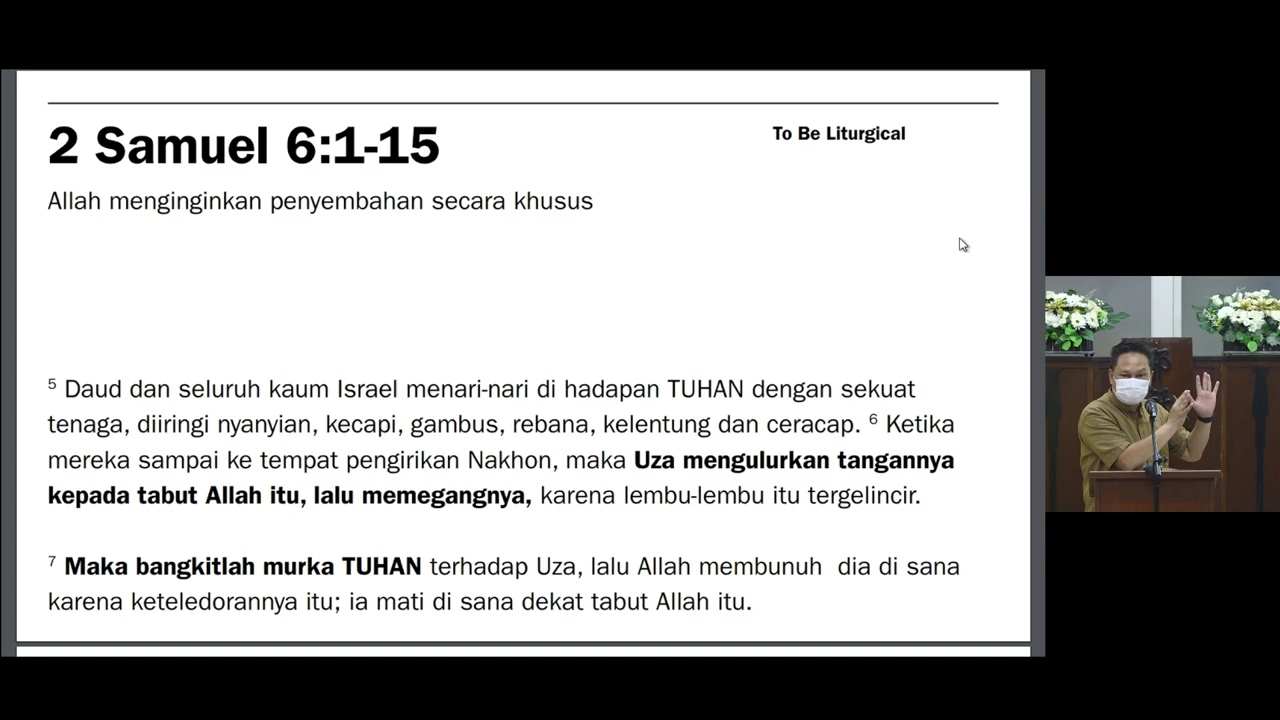 2 Samuel 6:1-15
To Be Liturgical
Allah menginginkan penyembahan secara khusus
5 Daud dan seluruh kaum Israel menari-nari di hadapan TUHAN dengan sekuat
tenaga, diiringi nyanyian, kecapi, gambus, rebana, kelentung dan ceracap. 6 Ketika
mereka sampai ke tempat pengirikan Nakhon, maka Uza mengulurkan tangannya
kepada tabut Allah itu, lalu memegangnya, karena lembu-lembu itu tergelincir.
7 Maka bangkitlah murka TUHAN terhadap Uza, lalu Allah membunuh  dia di sana
karena keteledorannya itu; ia mati di sana dekat tabut Allah itu.